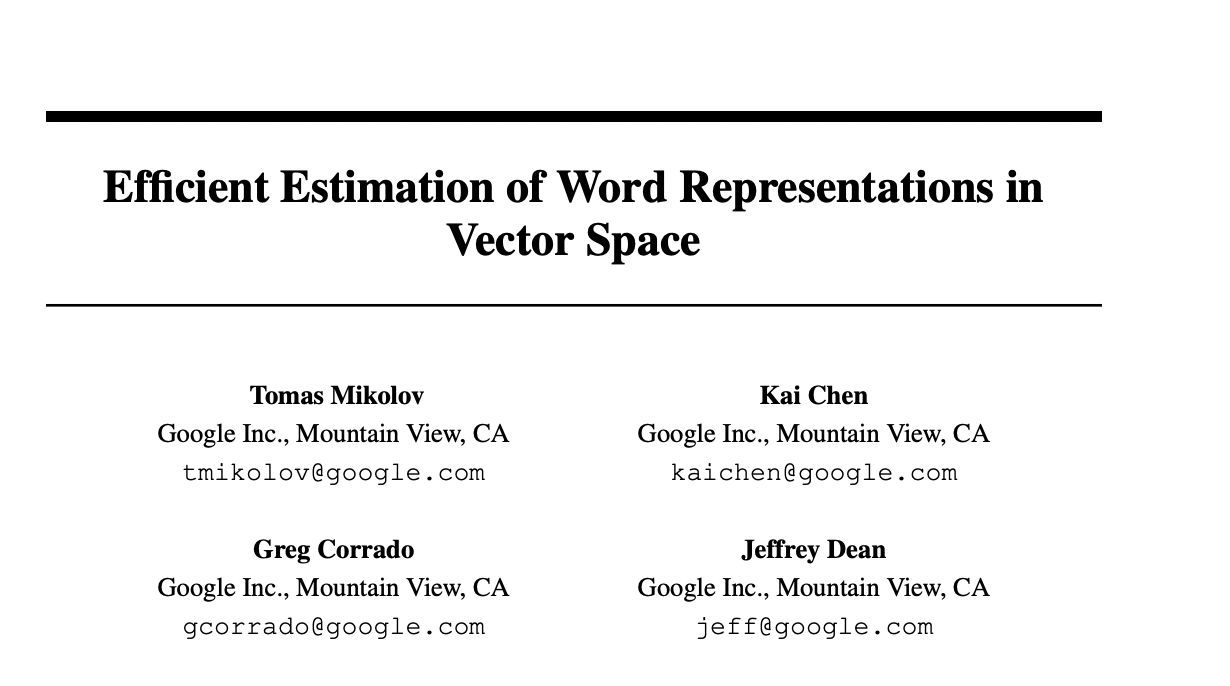 Efficient Estimation of Word Representations in
Vector Space
Tomas Mikolov
Google Inc., Mountain View, CA
tmikolov@google.com
Kai Chen
Google Inc., Mountain View, CA
kaichen@google.com
Greg Corrado
Google Inc., Mountain View, CA
gcorrado@google.com
Jeffrey Dean
Google Inc., Mountain View, CA
jeff@google.com